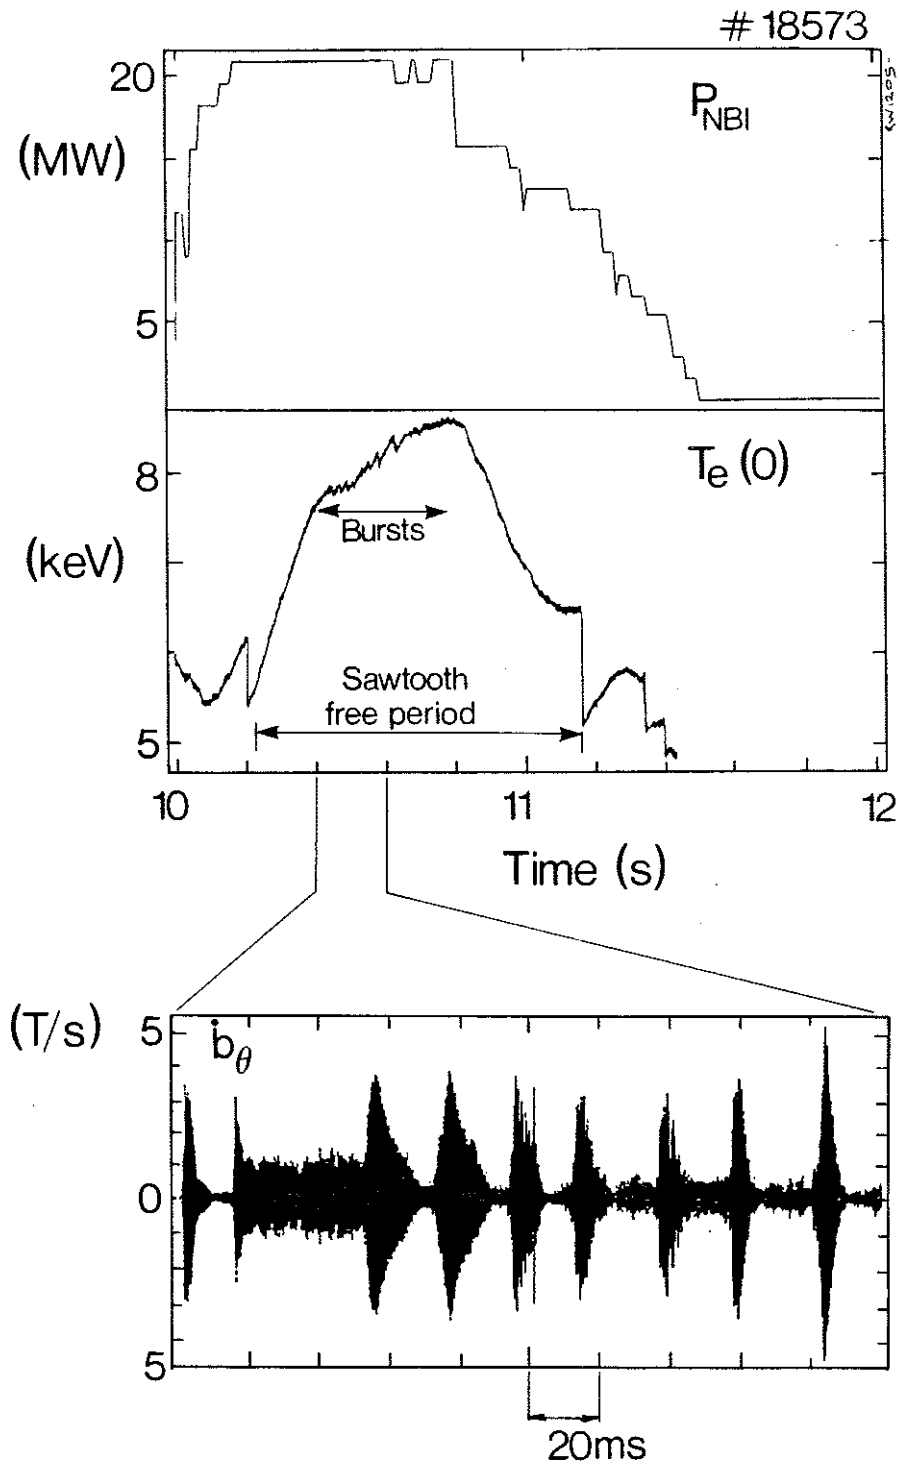 # 18573
20
P_NBI
(MW)
5
8
T_e (0)
Bursts
(keV)
Sawtooth
free period
5
10 11 12
Time (s)
(T/s)
5
ḃ_θ
0
5
20ms